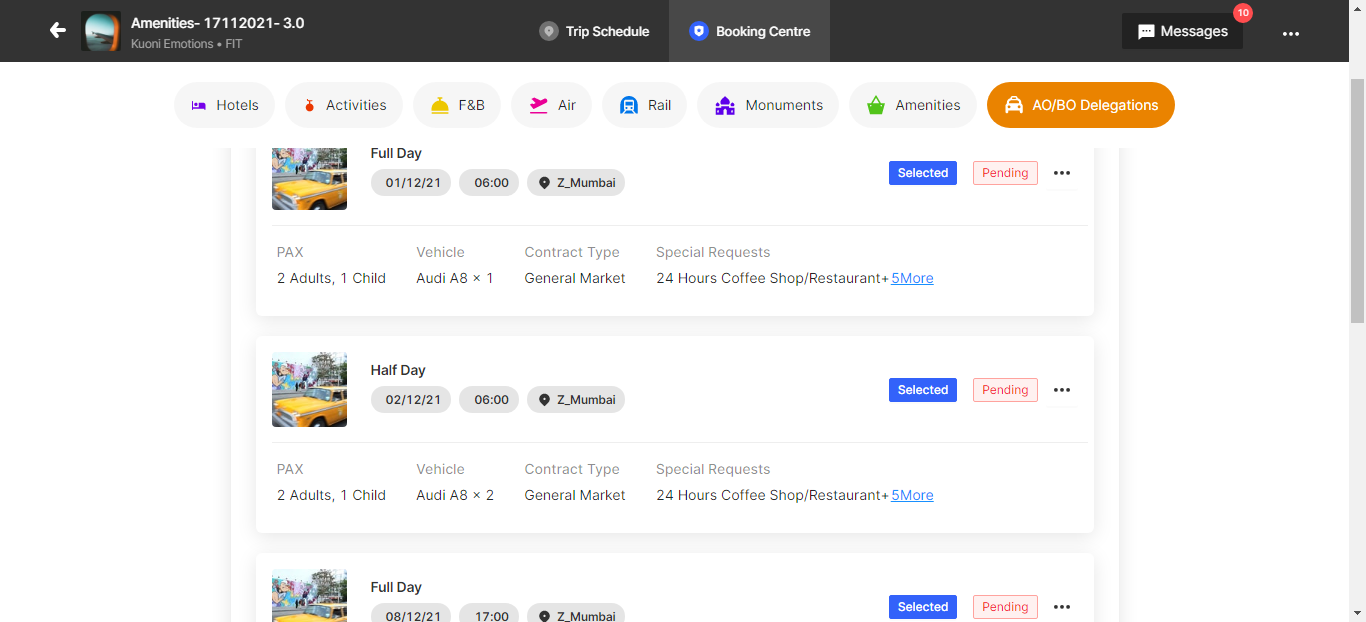 Amenities- 17112021- 3.0
Kuoni Emotions • FIT
Trip Schedule
Booking Centre
Messages
10
Hotels
Activities
F&B
Air
Rail
Monuments
Amenities
AO/BO Delegations
Full Day
01/12/21 06:00 Z_Mumbai
Selected
Pending
PAX Vehicle Contract Type Special Requests
2 Adults, 1 Child Audi A8 × 1 General Market 24 Hours Coffee Shop/Restaurant+5More
Half Day
02/12/21 06:00 Z_Mumbai
Selected
Pending
PAX Vehicle Contract Type Special Requests
2 Adults, 1 Child Audi A8 × 2 General Market 24 Hours Coffee Shop/Restaurant+5More
Full Day
08/12/21 17:00 Z_Mumbai
Selected
Pending